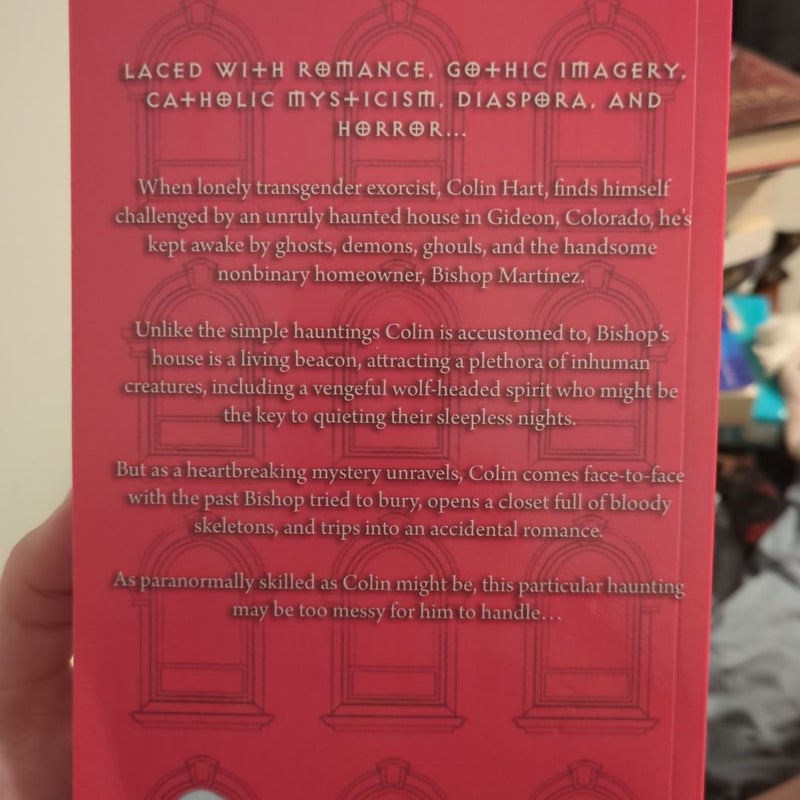 LACED WITH ROMANCE, GOTHIC IMAGERY,
CATHOLIC MYSTICISM, DIASPORA, AND
HORROR...
When lonely transgender exorcist, Colin Hart, finds himself
challenged by an unruly haunted house in Gideon, Colorado, he's
kept awake by ghosts, demons, ghouls, and the handsome
nonbinary homeowner, Bishop Martínez.
Unlike the simple hauntings Colin is accustomed to, Bishop's
house is a living beacon, attracting a plethora of inhuman
creatures, including a vengeful wolf-headed spirit who might be
the key to quieting their sleepless nights.
But as a heartbreaking mystery unravels, Colin comes face-to-face
with the past Bishop tried to bury, opens a closet full of bloody
skeletons, and trips into an accidental romance.
As paranormally skilled as Colin might be, this particular haunting
may be too messy for him to handle…